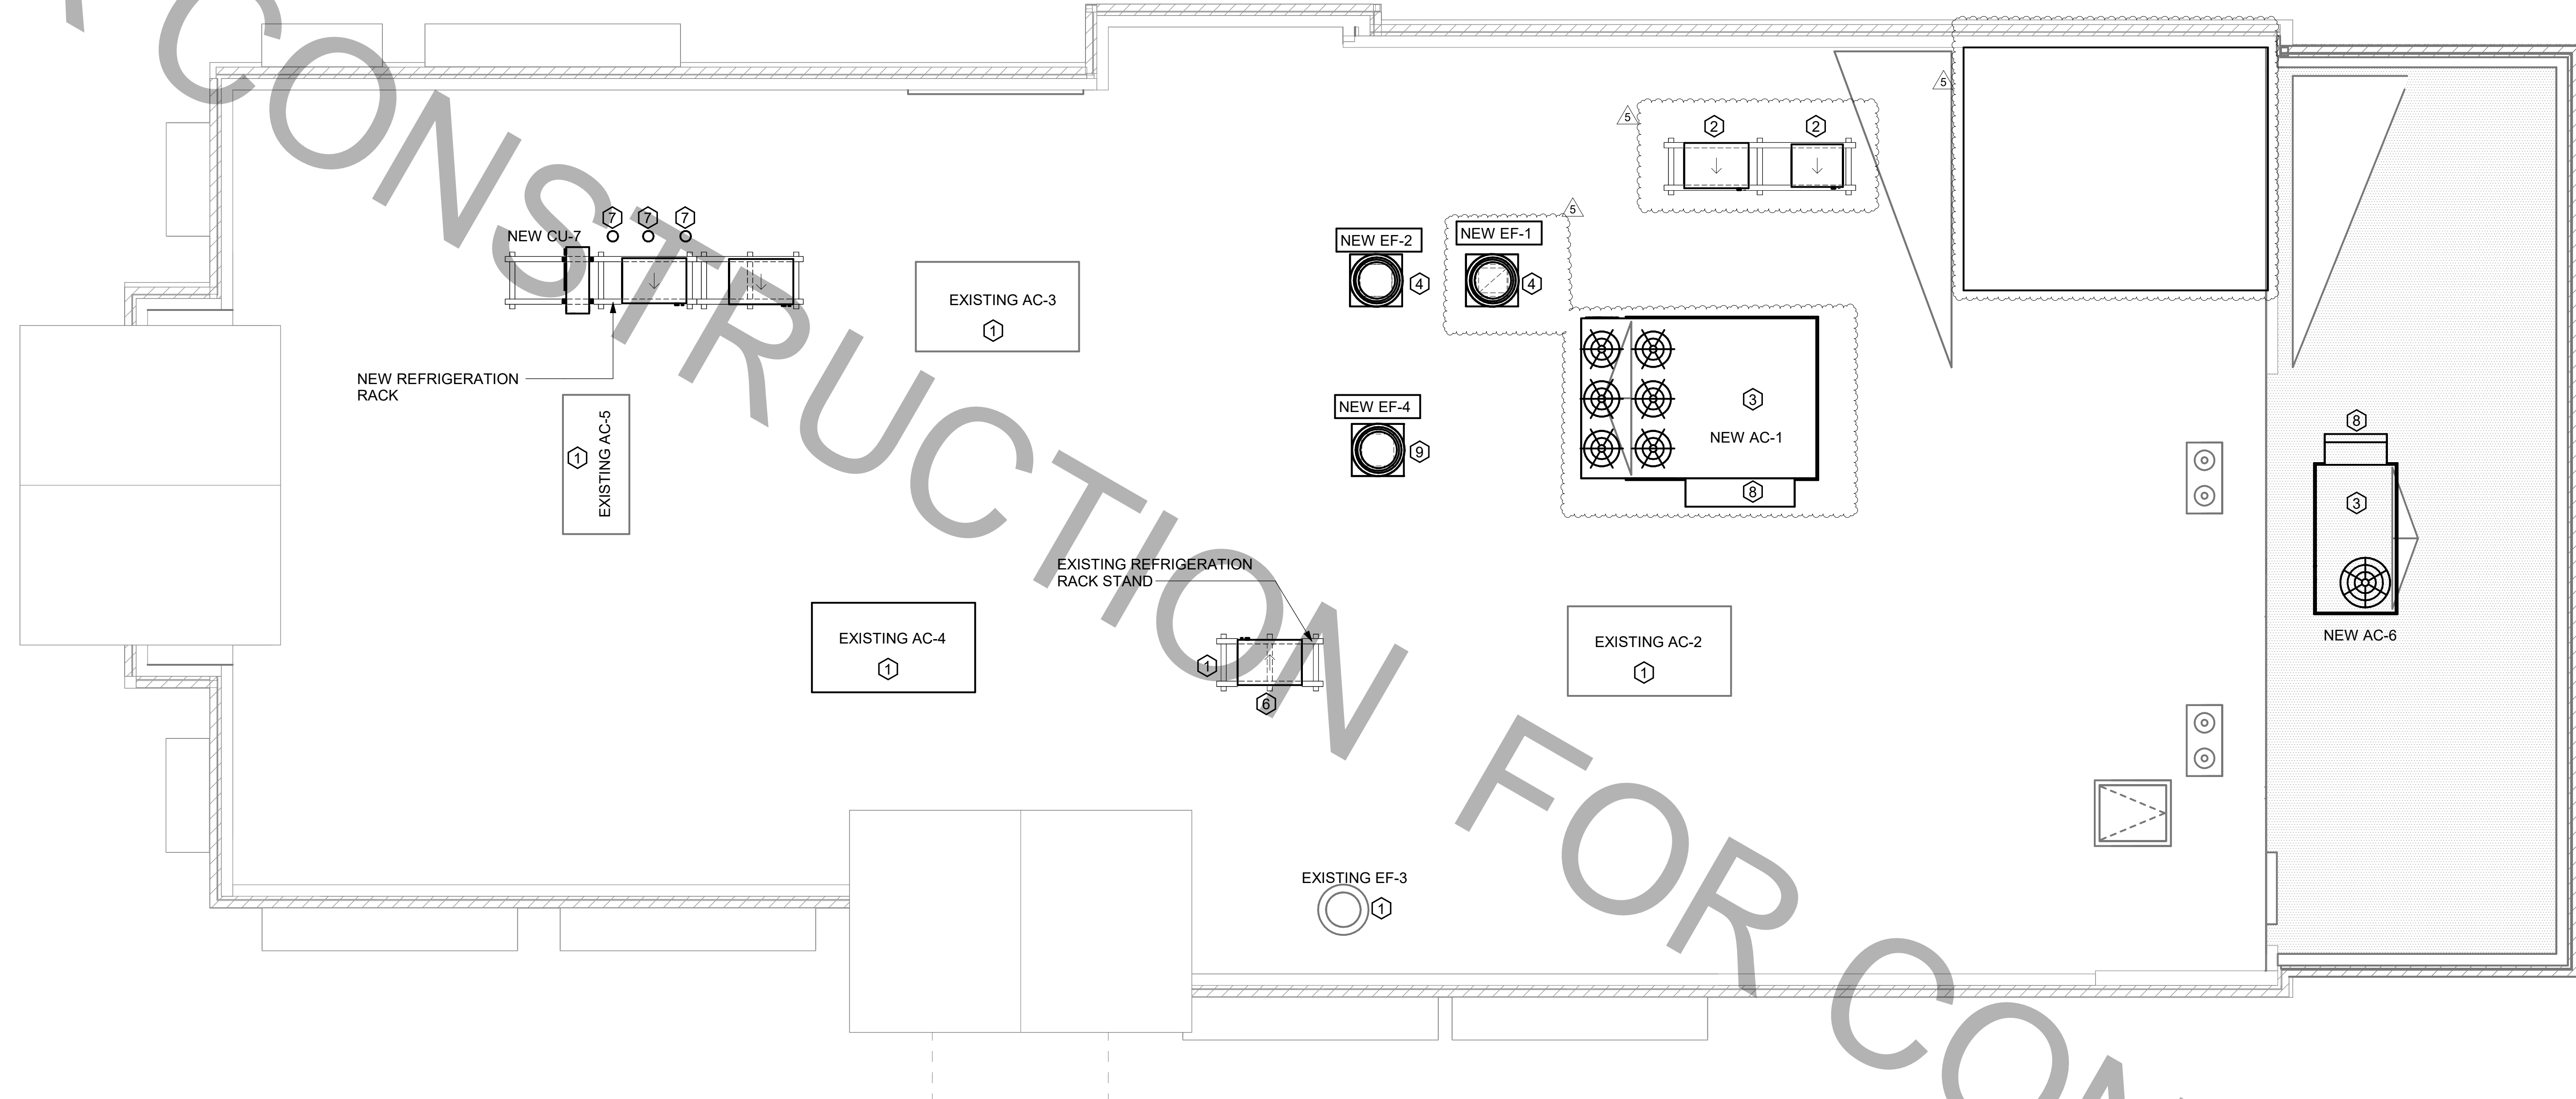 CONSTRUCTION FOR CON
5
5
2
2
5
7
7
7
NEW CU-7
NEW EF-2
NEW EF-1
4
4
EXISTING AC-3
1
NEW REFRIGERATION
RACK
EXISTING AC-5
1
NEW EF-4
9
3
NEW AC-1
8
8
3
NEW AC-6
EXISTING REFRIGERATION
RACK STAND
EXISTING AC-4
1
1
6
EXISTING AC-2
1
EXISTING EF-3
1